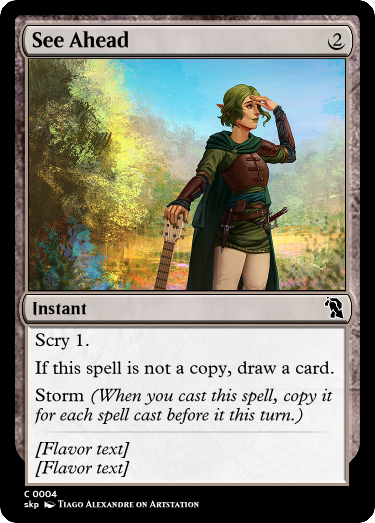 See Ahead 2
Instant
Scry 1.
If this spell is not a copy, draw a card.
Storm (When you cast this spell, copy it
for each spell cast before it this turn.)
[Flavor text]
[Flavor text]
C 0004
skp Tiago Alexandre on Artstation